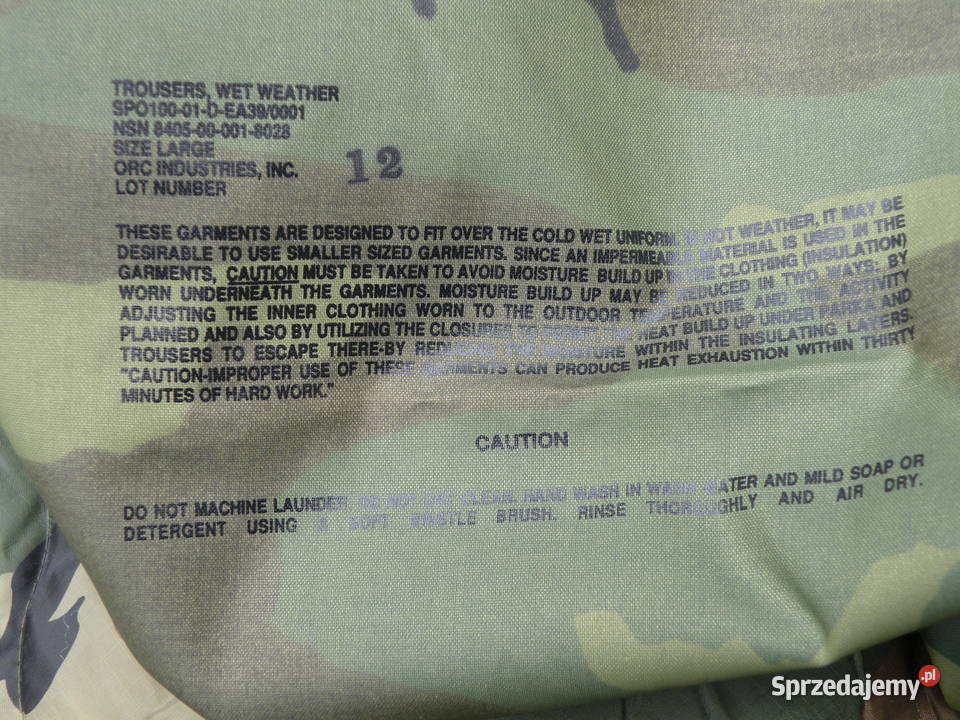 TROUSERS, WET WEATHER
SPO100-01-D-EA39/0001
NSN 8405-00-001-8028
SIZE LARGE
ORC INDUSTRIES, INC. 12
LOT NUMBER
THESE GARMENTS ARE DESIGNED TO FIT OVER THE COLD WET UNIFORM. IN HOT WEATHER, IT MAY BE
DESIRABLE TO USE SMALLER SIZED GARMENTS. SINCE AN IMPERMEABLE MATERIAL IS USED IN THE
GARMENTS, CAUTION MUST BE TAKEN TO AVOID MOISTURE BUILD UP IN THE CLOTHING (INSULATION)
WORN UNDERNEATH THE GARMENTS. MOISTURE BUILD UP MAY BE REDUCED IN TWO WAYS: BY
ADJUSTING THE INNER CLOTHING WORN TO THE OUTDOOR TEMPERATURE AND THE ACTIVITY
PLANNED AND ALSO BY UTILIZING THE CLOSURES TO PERMIT THE HEAT BUILD UP UNDER PARKA AND
TROUSERS TO ESCAPE THERE-BY REDUCING THE MOISTURE WITHIN THE INSULATING LAYERS.
"CAUTION-IMPROPER USE OF THESE GARMENTS CAN PRODUCE HEAT EXHAUSTION WITHIN THIRTY
MINUTES OF HARD WORK."
CAUTION
DO NOT MACHINE LAUNDER. DO NOT DRY CLEAN. HAND WASH IN WARM WATER AND MILD SOAP OR
DETERGENT USING A SOFT BRISTLE BRUSH. RINSE THOROUGHLY AND AIR DRY.
Sprzedajemy.pl